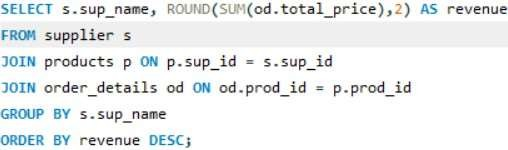 SELECT s.sup_name, ROUND(SUM(od.total_price),2) AS revenue
FROM supplier s
JOIN products p ON p.sup_id = s.sup_id
JOIN order_details od ON od.prod_id = p.prod_id
GROUP BY s.sup_name
ORDER BY revenue DESC;